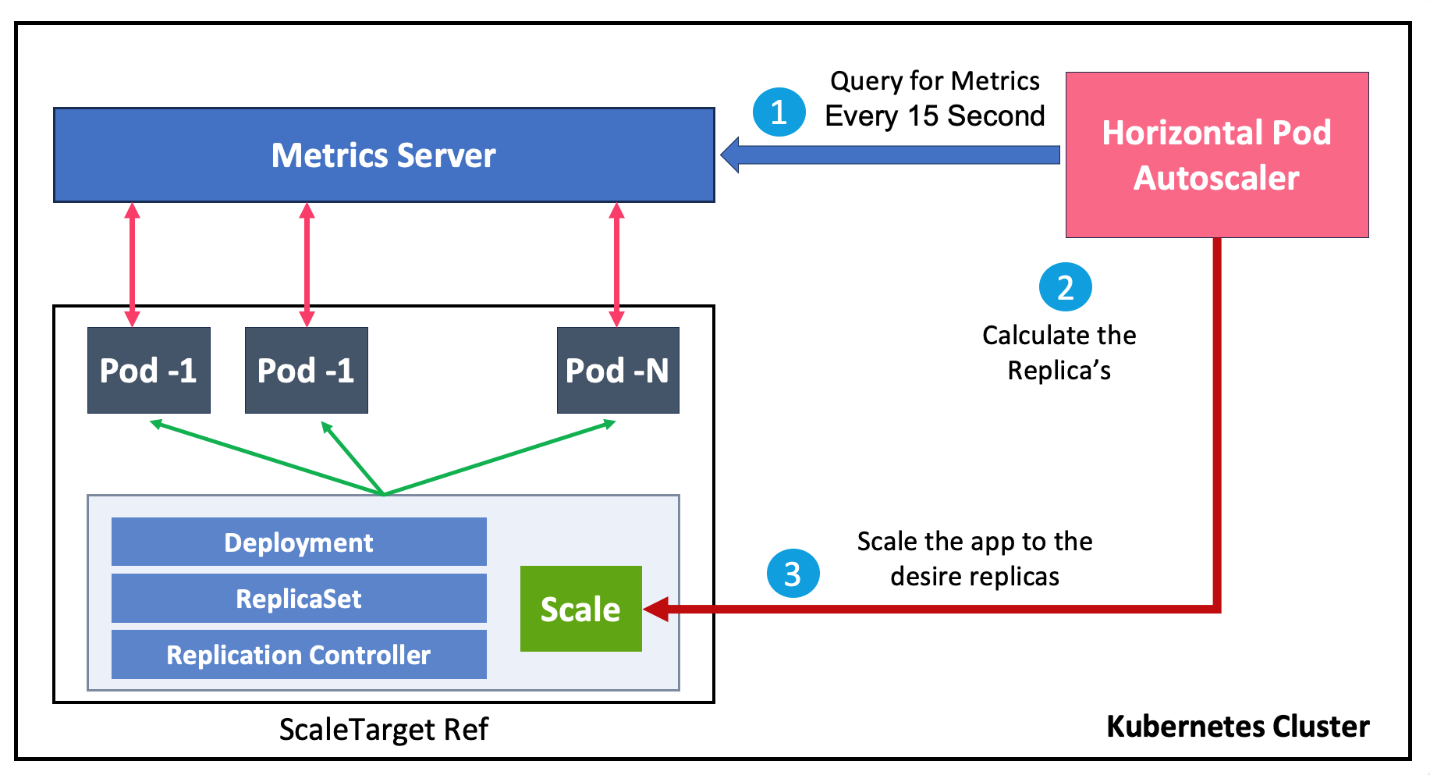 Query for Metrics
Every 15 Second
1
Horizontal Pod
Autoscaler
Metrics Server
2
Calculate the
Replica's
Pod -1
Pod -1
Pod -N
Deployment
ReplicaSet
Replication Controller
Scale
3
Scale the app to the
desire replicas
ScaleTarget Ref
Kubernetes Cluster